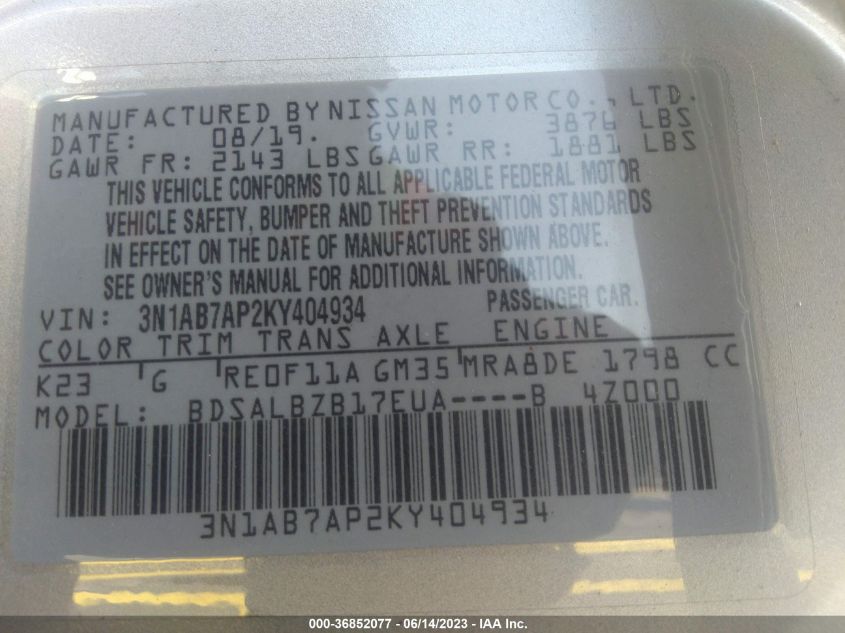 MANUFACTURED BY NISSAN MOTOR CO., LTD.
DATE: 08/19. GVWR: 3876 LBS
GAWR FR: 2143 LBS GAWR RR: 1881 LBS
THIS VEHICLE CONFORMS TO ALL APPLICABLE FEDERAL MOTOR
VEHICLE SAFETY, BUMPER AND THEFT PREVENTION STANDARDS
IN EFFECT ON THE DATE OF MANUFACTURE SHOWN ABOVE.
SEE OWNER'S MANUAL FOR ADDITIONAL INFORMATION.
VIN: 3N1AB7AP2KY404934 PASSENGER CAR.
COLOR TRIM TRANS AXLE ENGINE
K23 G RE0F11A GM35 MRA8DE 1798 CC
MODEL: BDSALBZB17EUA----B 4Z000
3N1AB7AP2KY404934
000-36852077 - 06/14/2023 - IAA Inc.